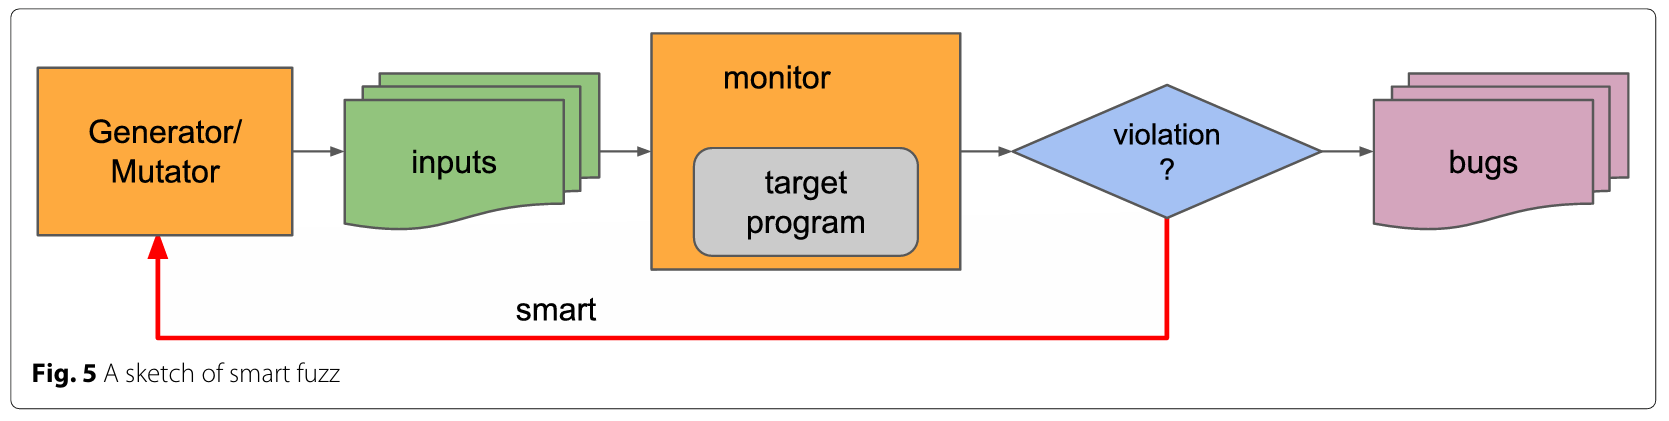 Generator/
Mutator
inputs
monitor
target
program
violation
?
bugs
smart
Fig. 5 A sketch of smart fuzz